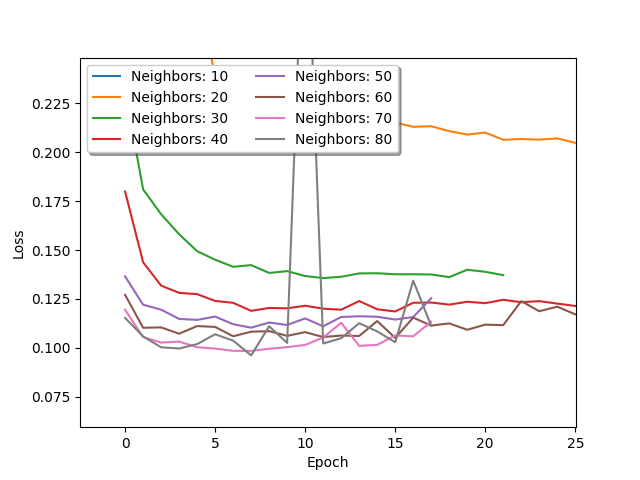 Neighbors: 10
Neighbors: 20
Neighbors: 30
Neighbors: 40
Neighbors: 50
Neighbors: 60
Neighbors: 70
Neighbors: 80
0.225
0.200
0.175
0.150
0.125
0.100
0.075
Loss
0 5 10 15 20 25
Epoch